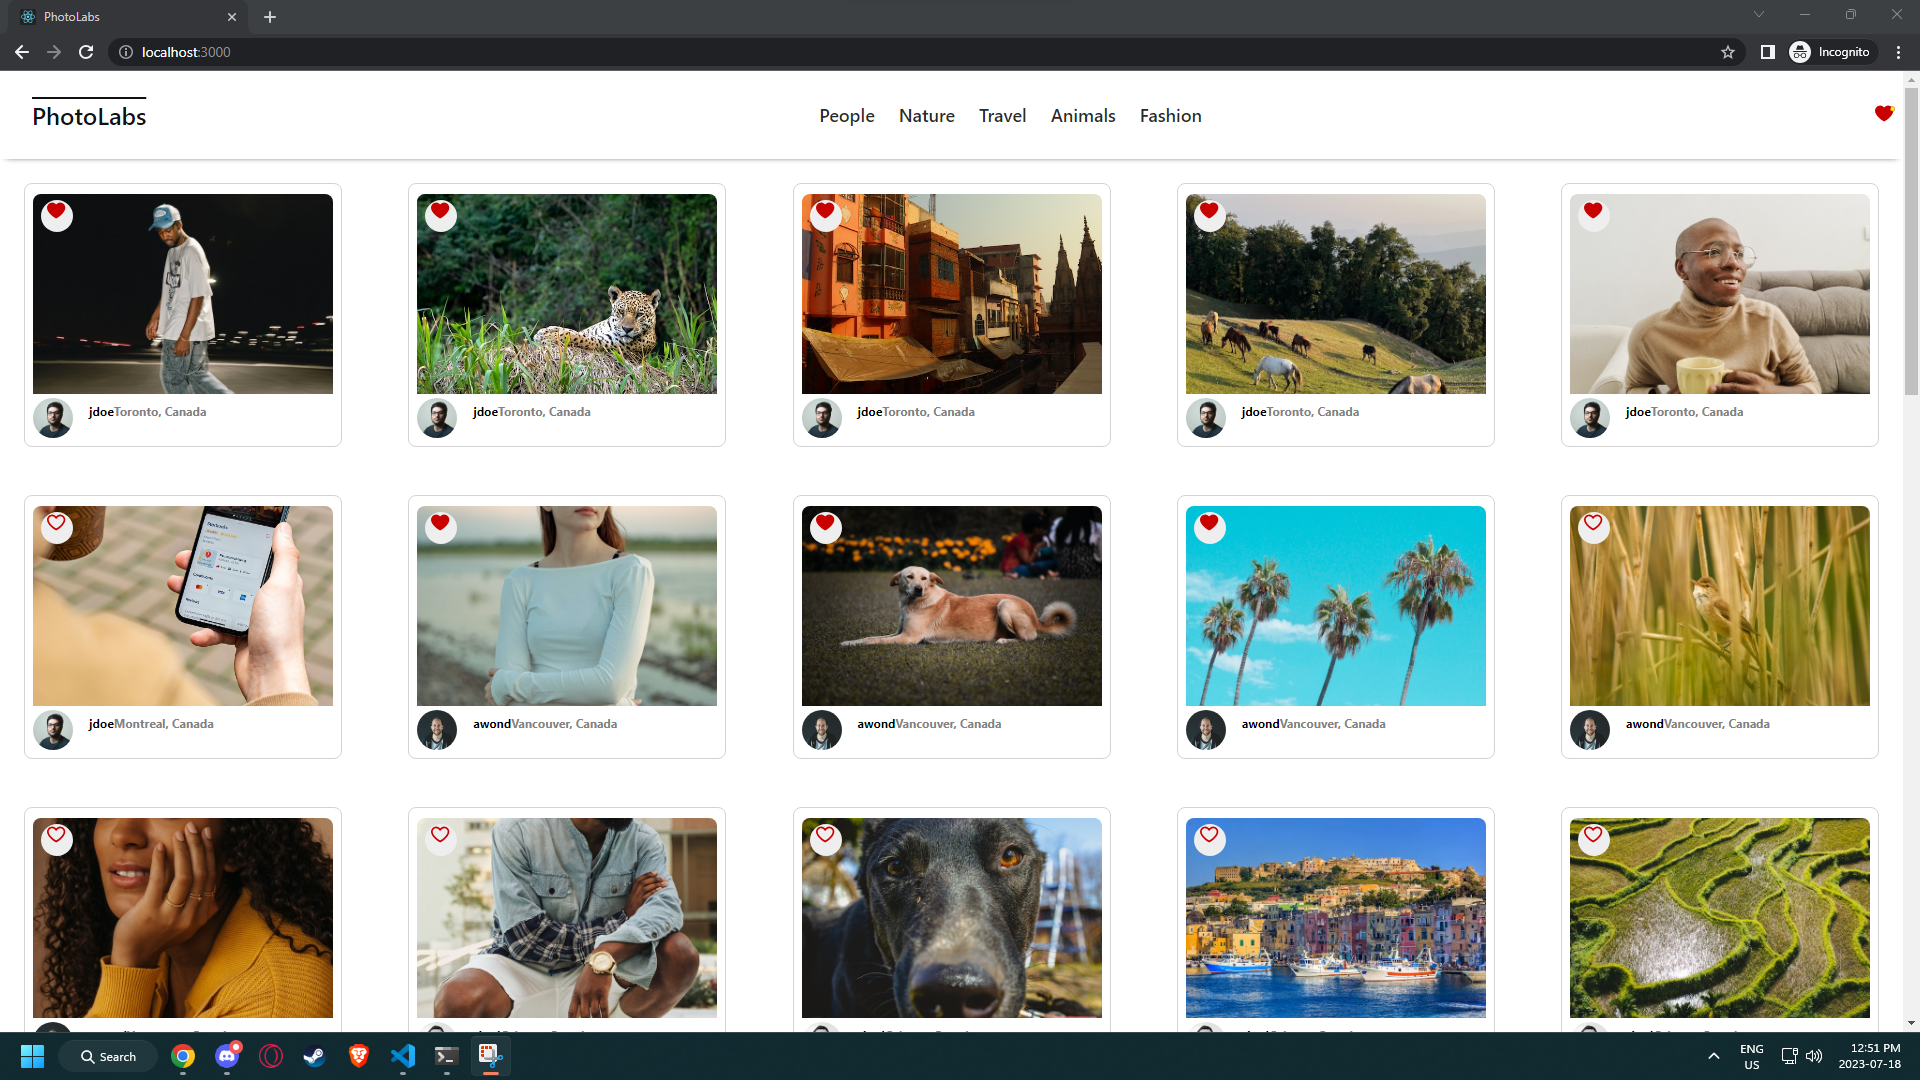 PhotoLabs
localhost:3000
Incognito
PhotoLabs
People Nature Travel Animals Fashion
jdoeToronto, Canada
jdoeToronto, Canada
jdoeToronto, Canada
jdoeToronto, Canada
jdoeToronto, Canada
jdoeMontreal, Canada
awondVancouver, Canada
awondVancouver, Canada
awondVancouver, Canada
awondVancouver, Canada
Search
ENG
US
12:51 PM
2023-07-18